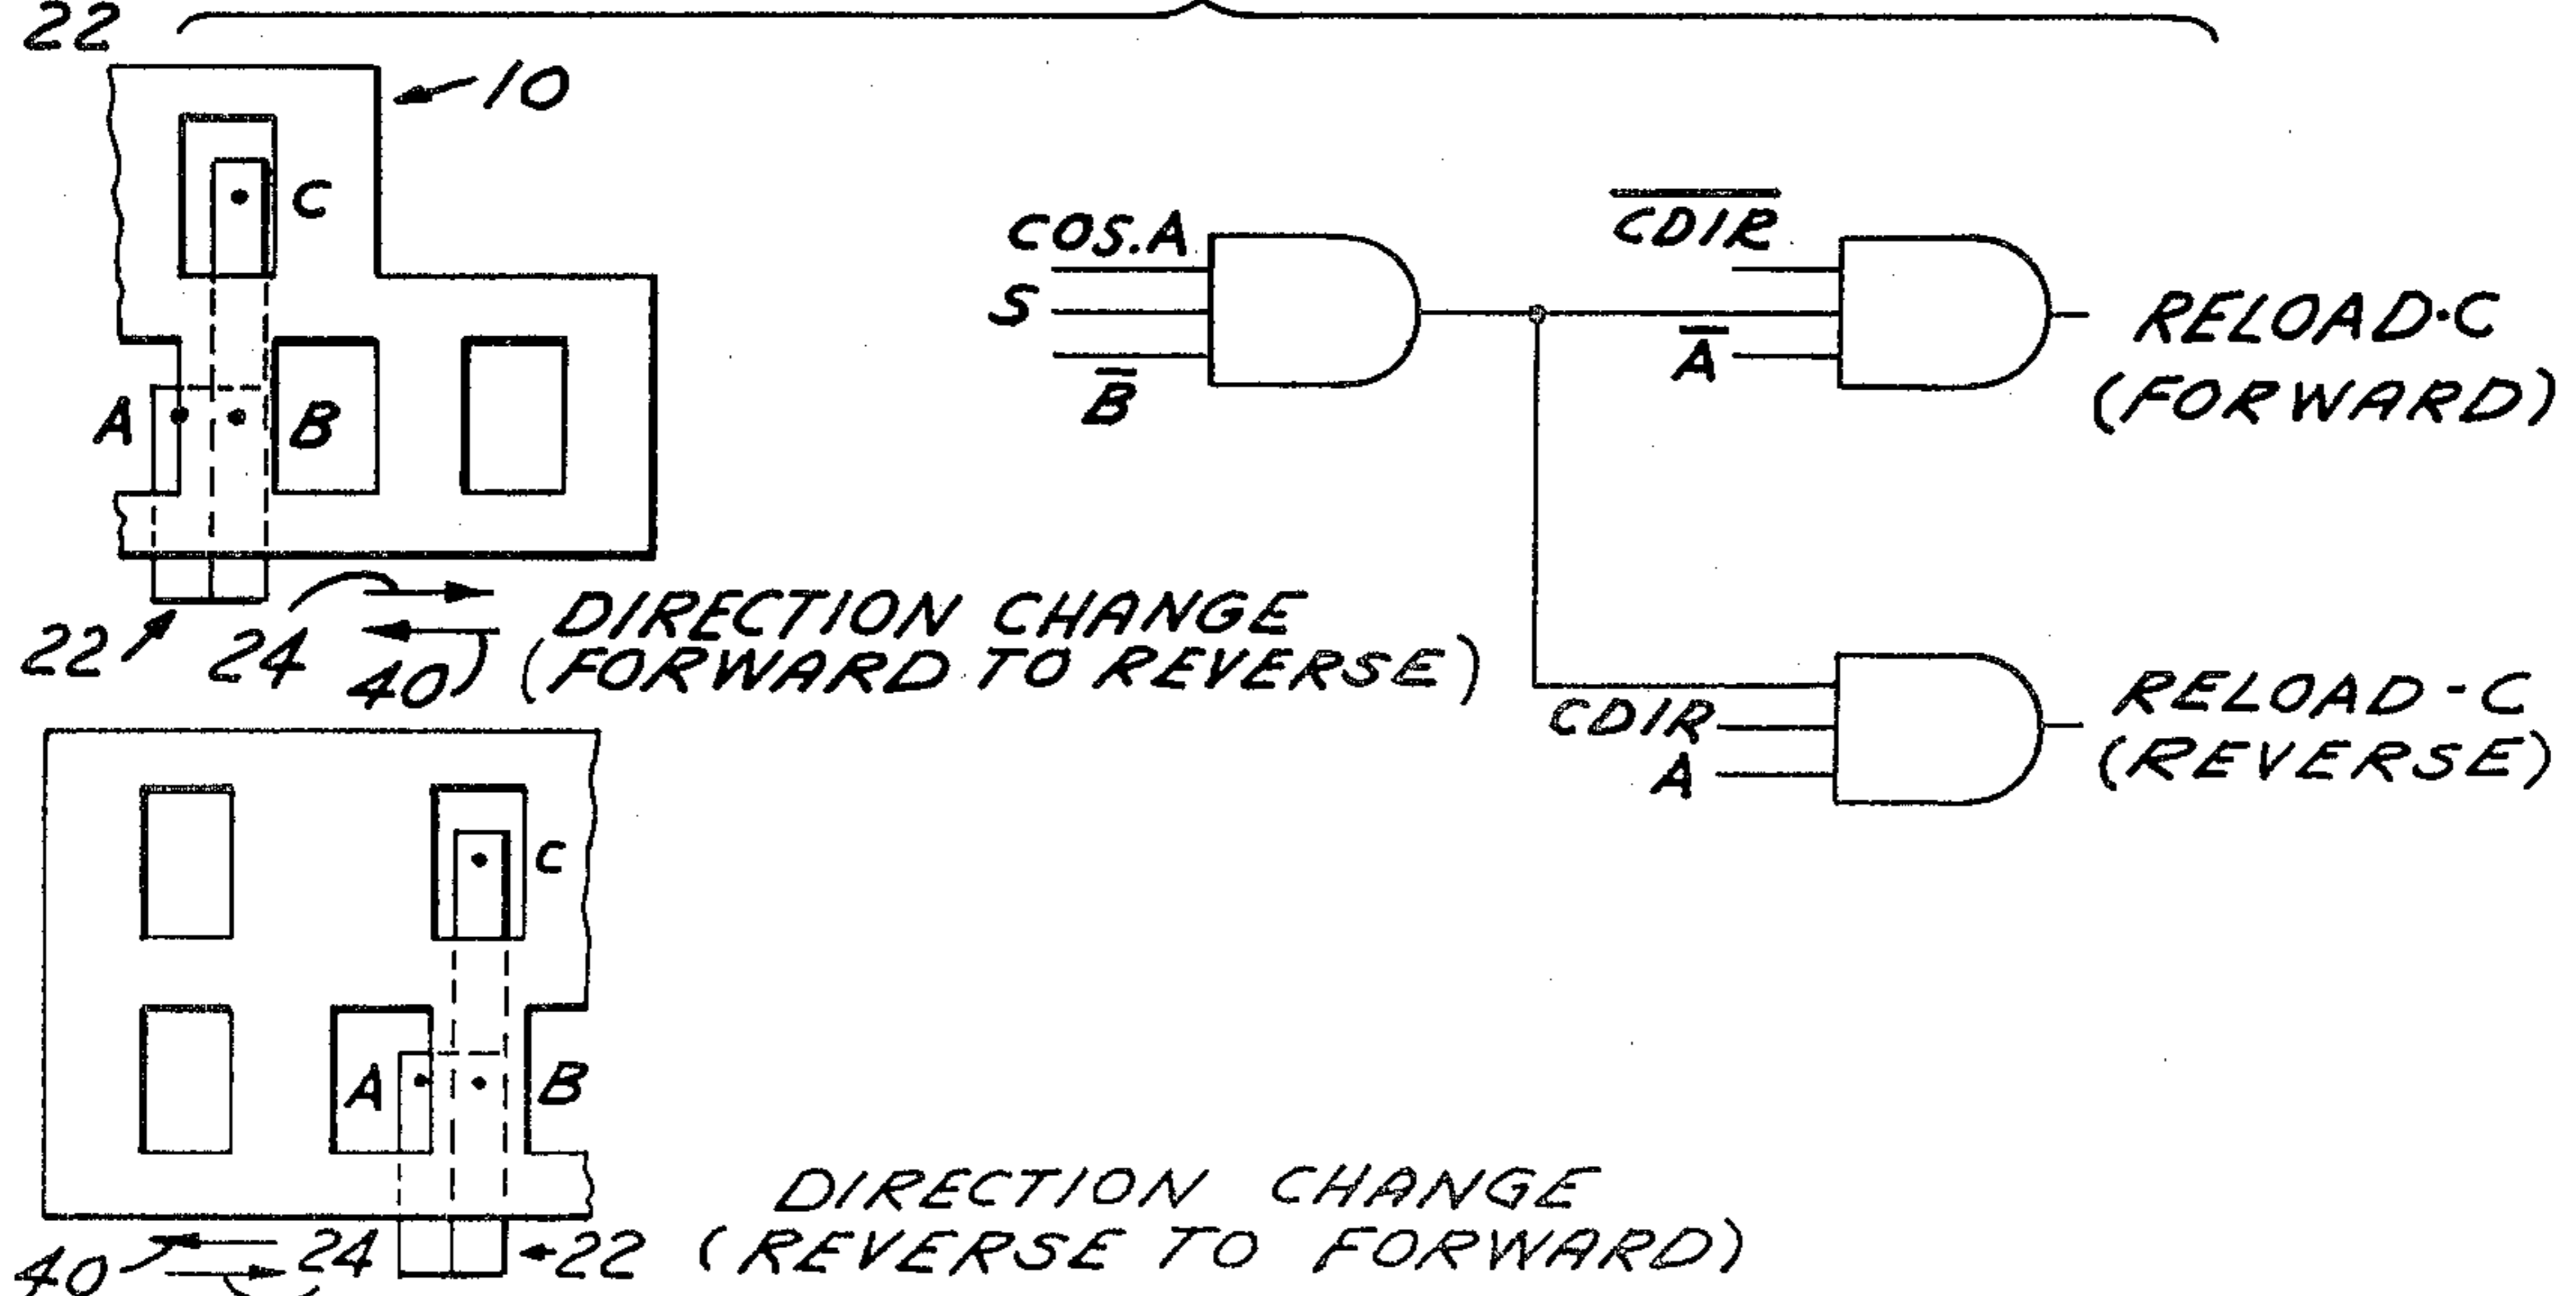 22
10
C
A
B
22
24
40
DIRECTION CHANGE
(FORWARD TO REVERSE)
COS.A
S
B̅
C̅D̅I̅R̅
A̅
RELOAD·C
(FORWARD)
CDIR
A
RELOAD-C
(REVERSE)
C
A
B
40
24
22
DIRECTION CHANGE
(REVERSE TO FORWARD)